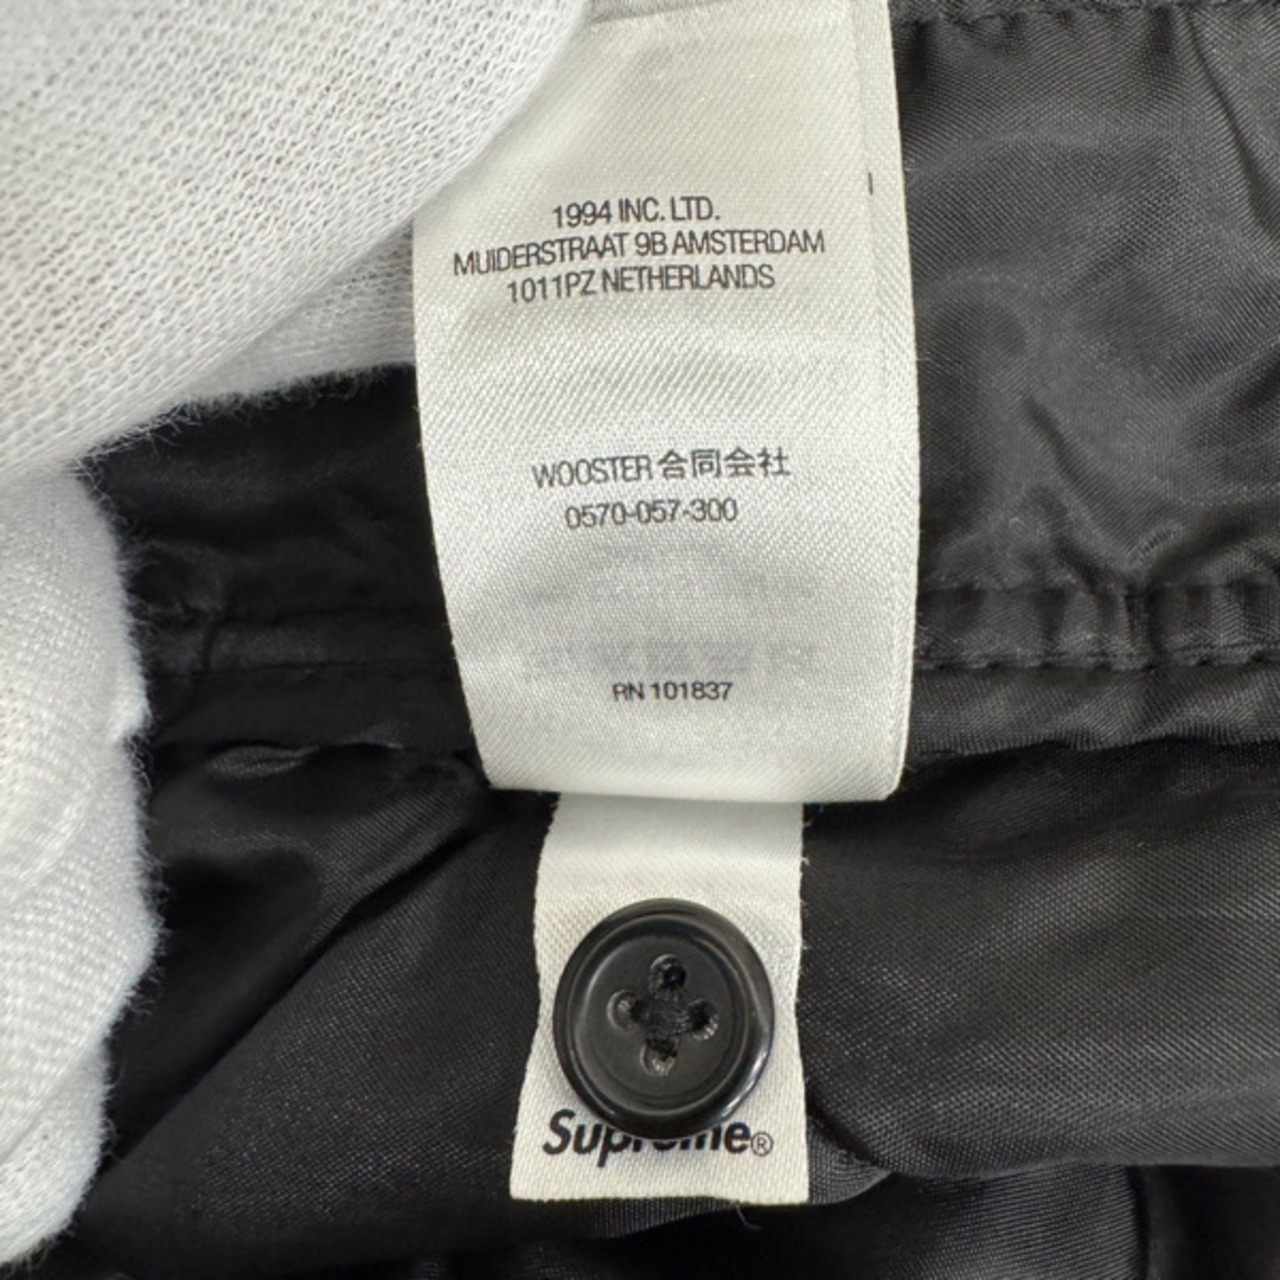 1994 INC. LTD.
MUIDERSTRAAT 9B AMSTERDAM
1011PZ NETHERLANDS
WOOSTER 合同会社
0570-057-300
RN 101837
Supreme®